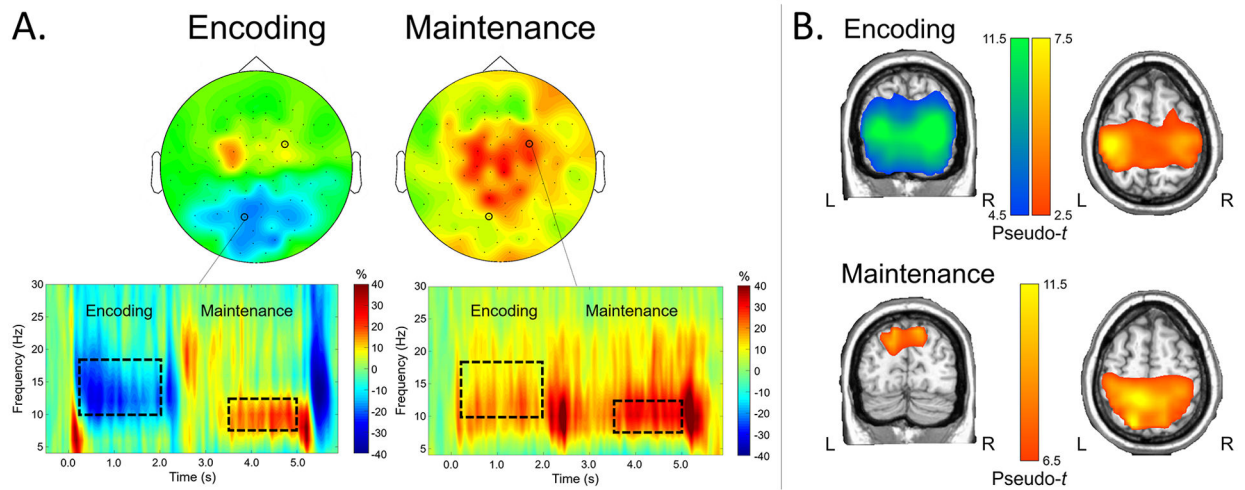 A.
Encoding
Maintenance
%
40
30
20
10
0
-10
-20
-30
-40
Encoding
Maintenance
Frequency (Hz)
30
25
20
15
10
5
0.0 1.0 2.0 3.0 4.0 5.0
Time (s)
%
40
30
20
10
0
-10
-20
-30
-40
Encoding
Maintenance
Frequency (Hz)
30
25
20
15
10
5
0.0 1.0 2.0 3.0 4.0 5.0
Time (s)
B.
Encoding
11.5 7.5
L R L R
4.5 2.5
Pseudo-t
Maintenance
11.5
L R L R
6.5
Pseudo-t